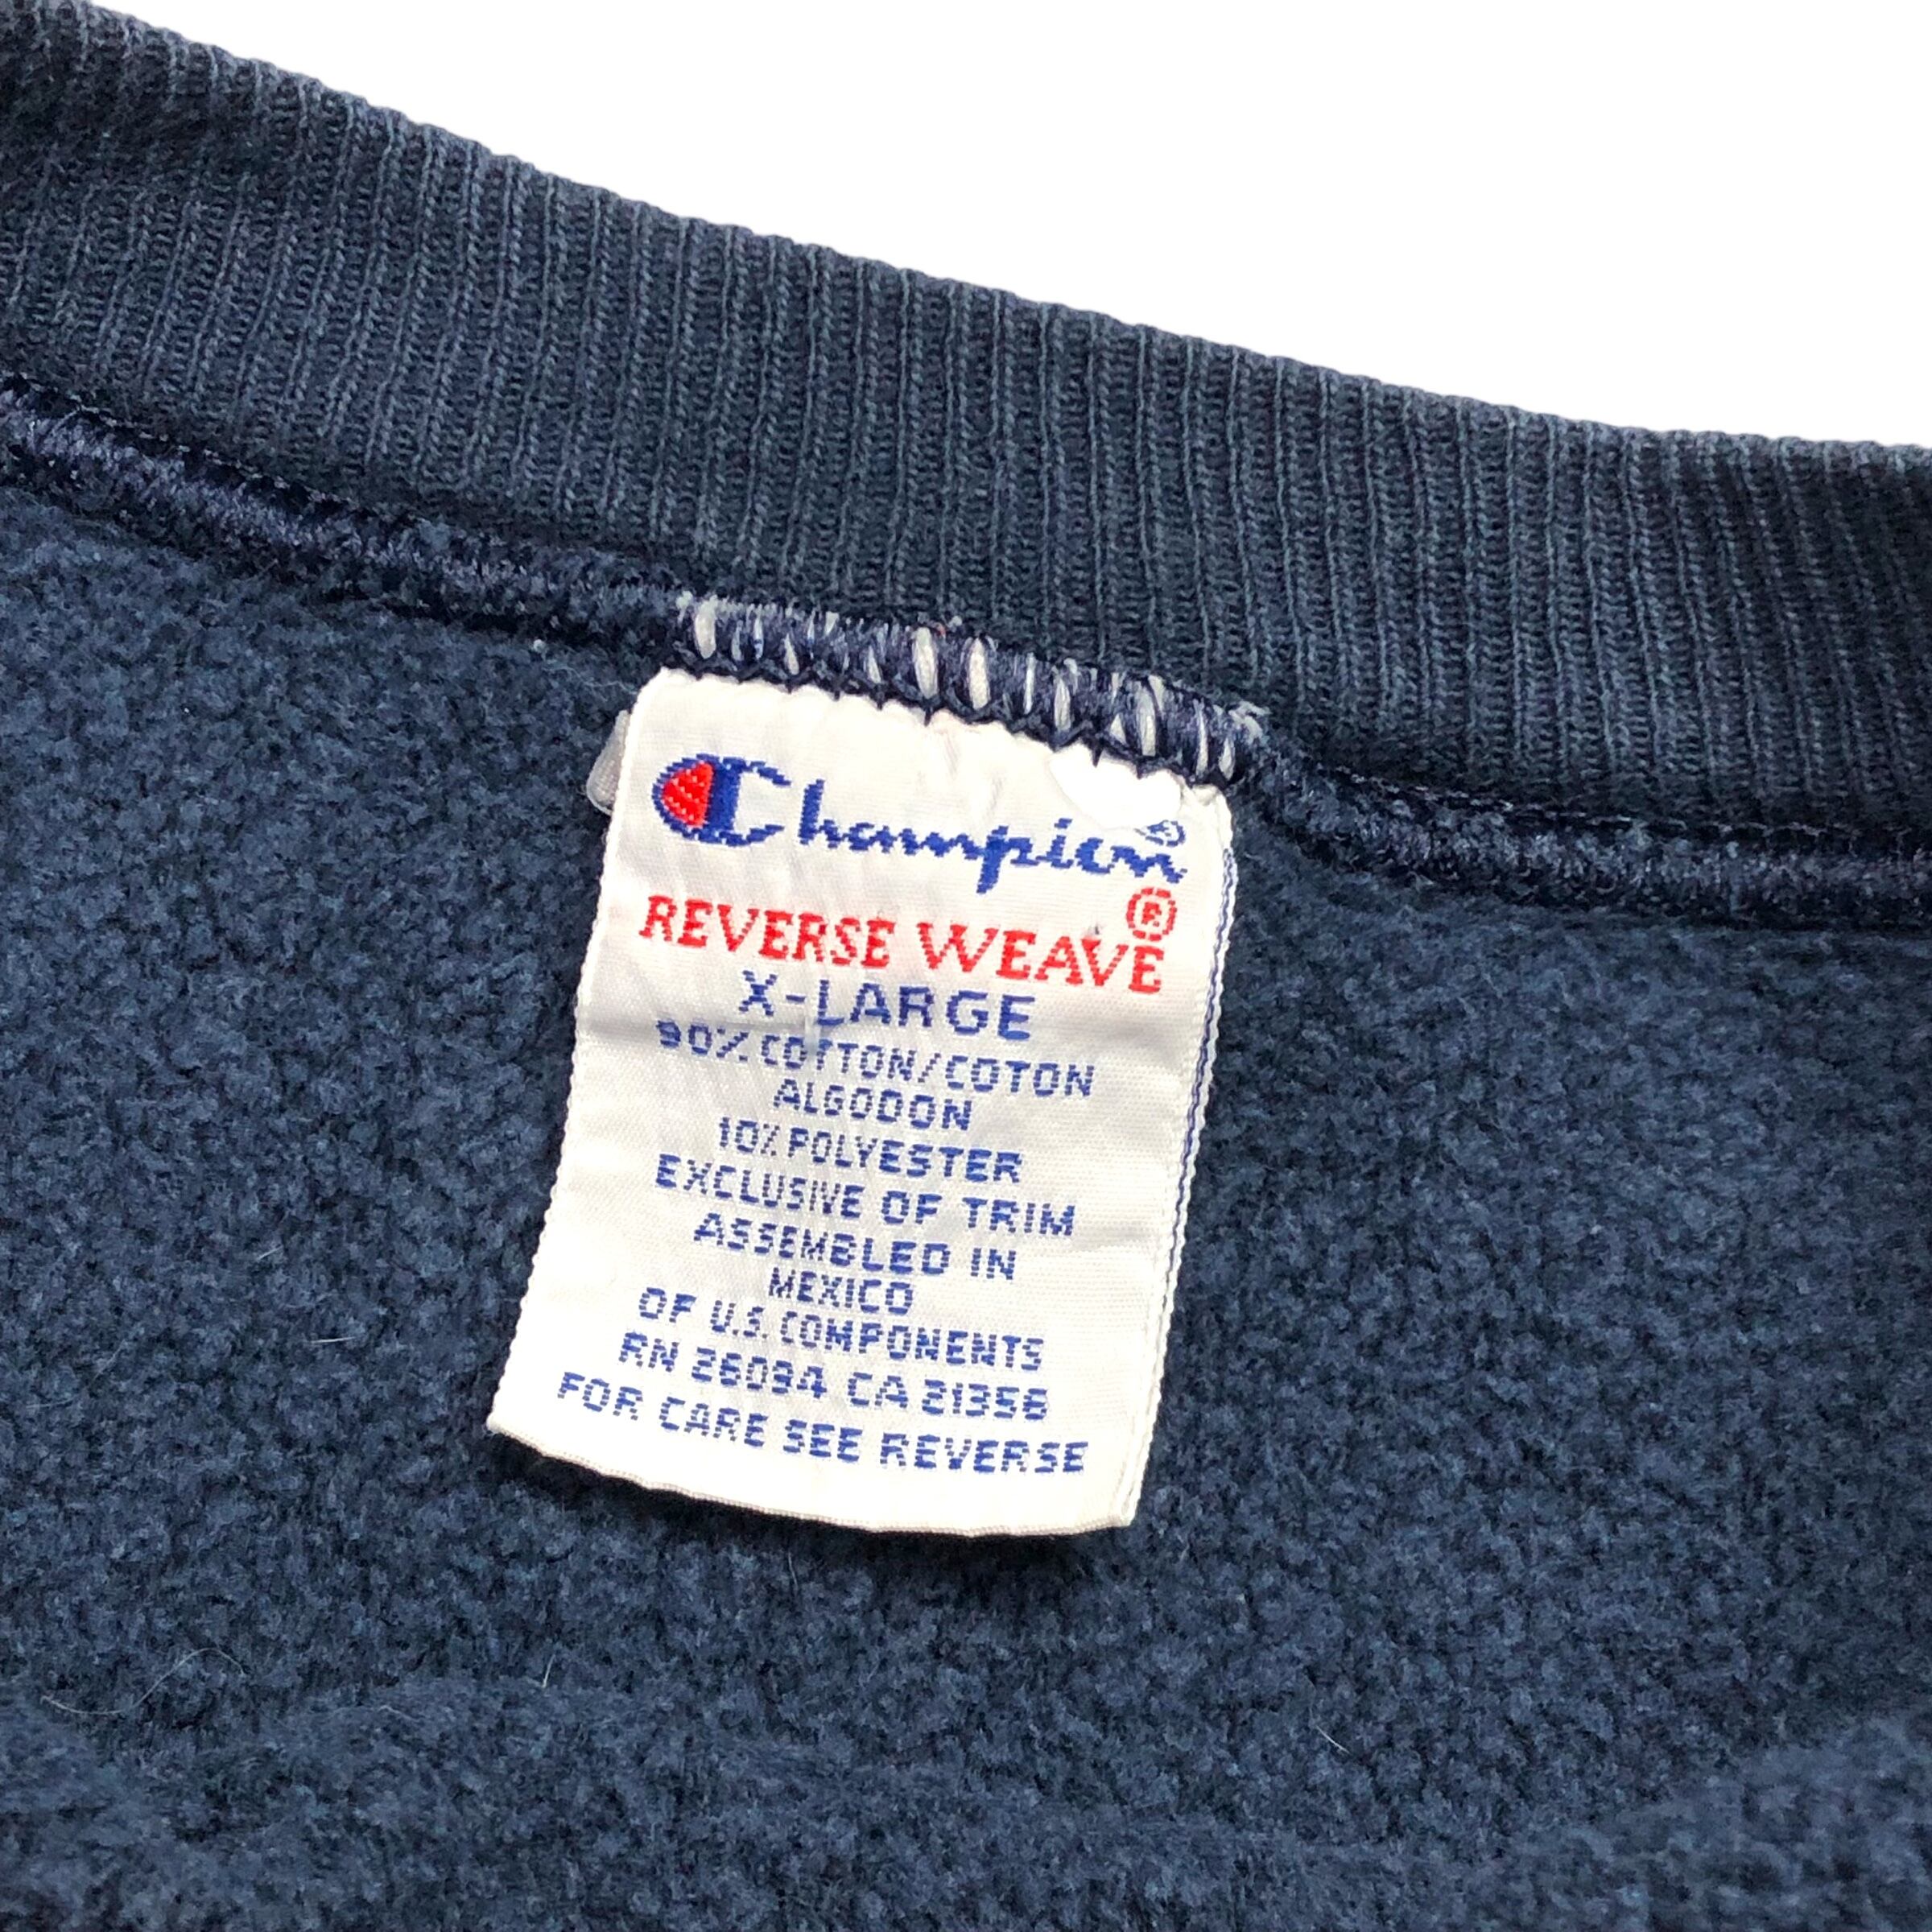 Champion®
REVERSE WEAVE®
X-LARGE
90% COTTON/COTON
ALGODON
10% POLYESTER
EXCLUSIVE OF TRIM
ASSEMBLED IN
MEXICO
OF U.S. COMPONENTS
RN 26094 CA 21356
FOR CARE SEE REVERSE